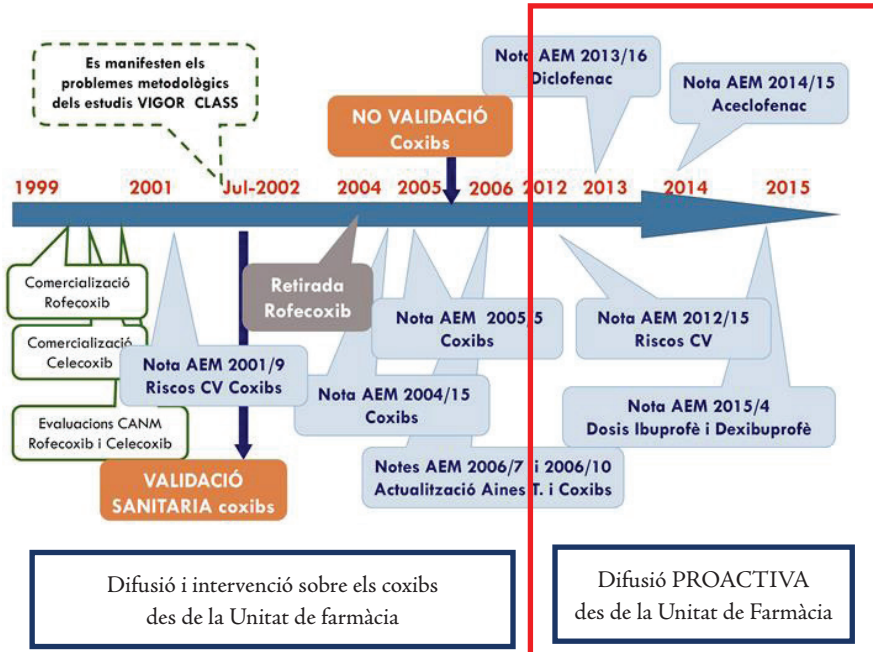 Es manifesten els
problemes metodològics
dels estudis VIGOR CLASS
NO VALIDACIÓ
Coxibs
Nota AEM 2013/16
Diclofenac
Nota AEM 2014/15
Aceclofenac
1999
2001
Jul-2002
2004
2005
2006
2012
2013
2014
2015
Comercializació
Rofecoxib
Comercializació
Celecoxib
Evaluacions CANM
Rofecoxib i Celecoxib
Nota AEM 2001/9
Riscos CV Coxibs
VALIDACIÓ
SANITARIA coxibs
Retirada
Rofecoxib
Nota AEM 2004/15
Coxibs
Nota AEM 2005/5
Coxibs
Notes AEM 2006/7 i 2006/10
Actualització Aines T. i Coxibs
Nota AEM 2012/15
Riscos CV
Nota AEM 2015/4
Dosis Ibuprofè i Dexibuprofè
Difusió i intervenció sobre els coxibs
des de la Unitat de farmàcia
Difusió PROACTIVA
des de la Unitat de Farmàcia